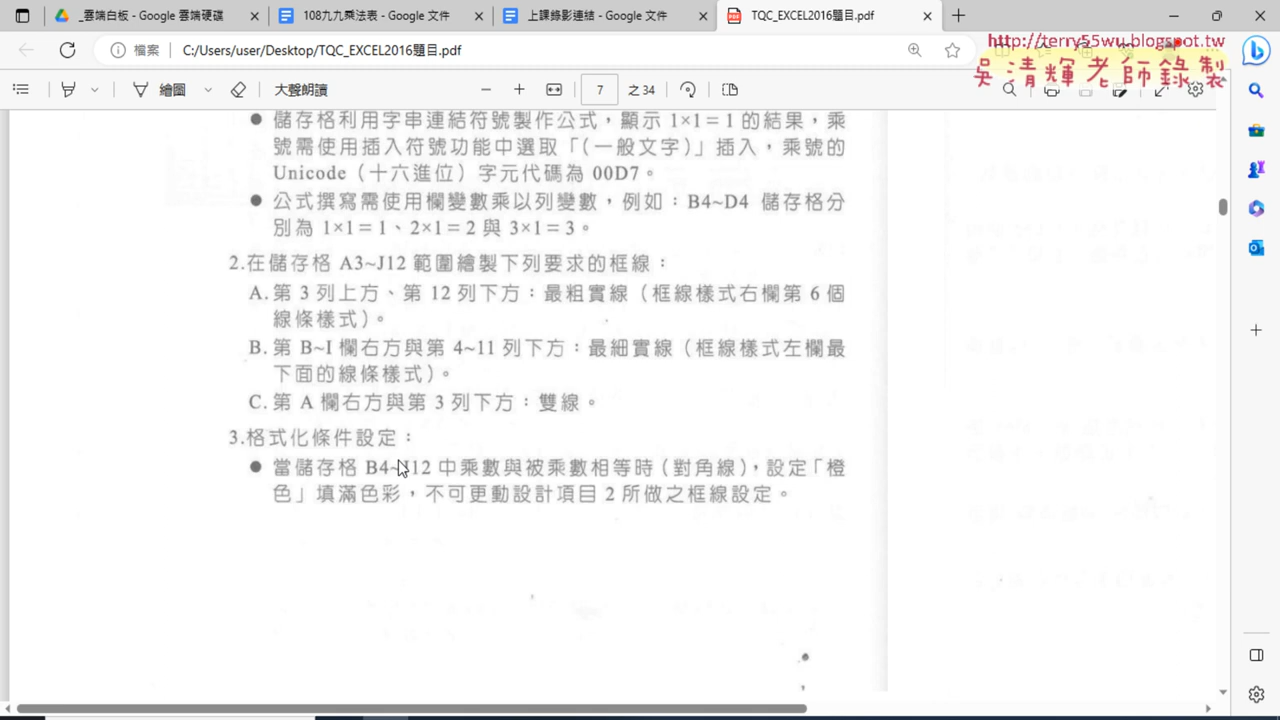 _雲端白板 - Google 雲端硬碟
108九九乘法表 - Google 文件
上課錄影連結 - Google 文件
TQC_EXCEL2016題目.pdf
檔案
C:/Users/user/Desktop/TQC_EXCEL2016題目.pdf
http://terry55wu.blogspot.tw
吳清輝老師錄製
繪圖
大聲朗讀
7 之 34
● 儲存格利用字串連結符號製作公式，顯示 1×1＝1 的結果，乘
號需使用插入符號功能中選取「（一般文字）」插入，乘號的
Unicode（十六進位）字元代碼為 00D7。
● 公式撰寫需使用欄變數乘以列變數，例如：B4~D4 儲存格分
別為 1×1＝1、2×1＝2 與 3×1＝3。
2.在儲存格 A3~J12 範圍繪製下列要求的框線：
A. 第 3 列上方、第 12 列下方：最粗實線（框線樣式右欄第 6 個
線條樣式）。
B. 第 B~I 欄右方與第 4~11 列下方：最細實線（框線樣式左欄最
下面的線條樣式）。
C. 第 A 欄右方與第 3 列下方：雙線。
3.格式化條件設定：
● 當儲存格 B4~J12 中乘數與被乘數相等時（對角線），設定「橙
色」填滿色彩，不可更動設計項目 2 所做之框線設定。